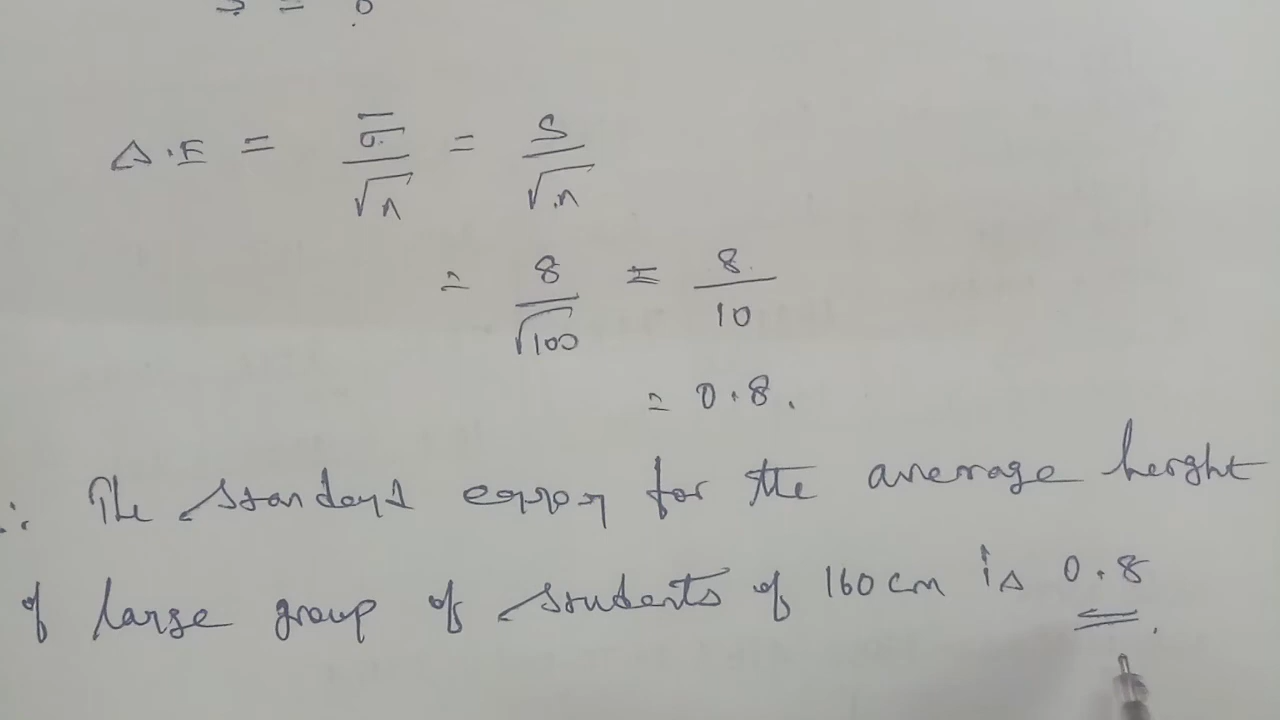 S = 8
S.E = σ̅/√n = S/√n
= 8/√100 = 8/10
= 0.8.
∴ The standard error for the average height
of large group of students of 160 cm is 0.8.